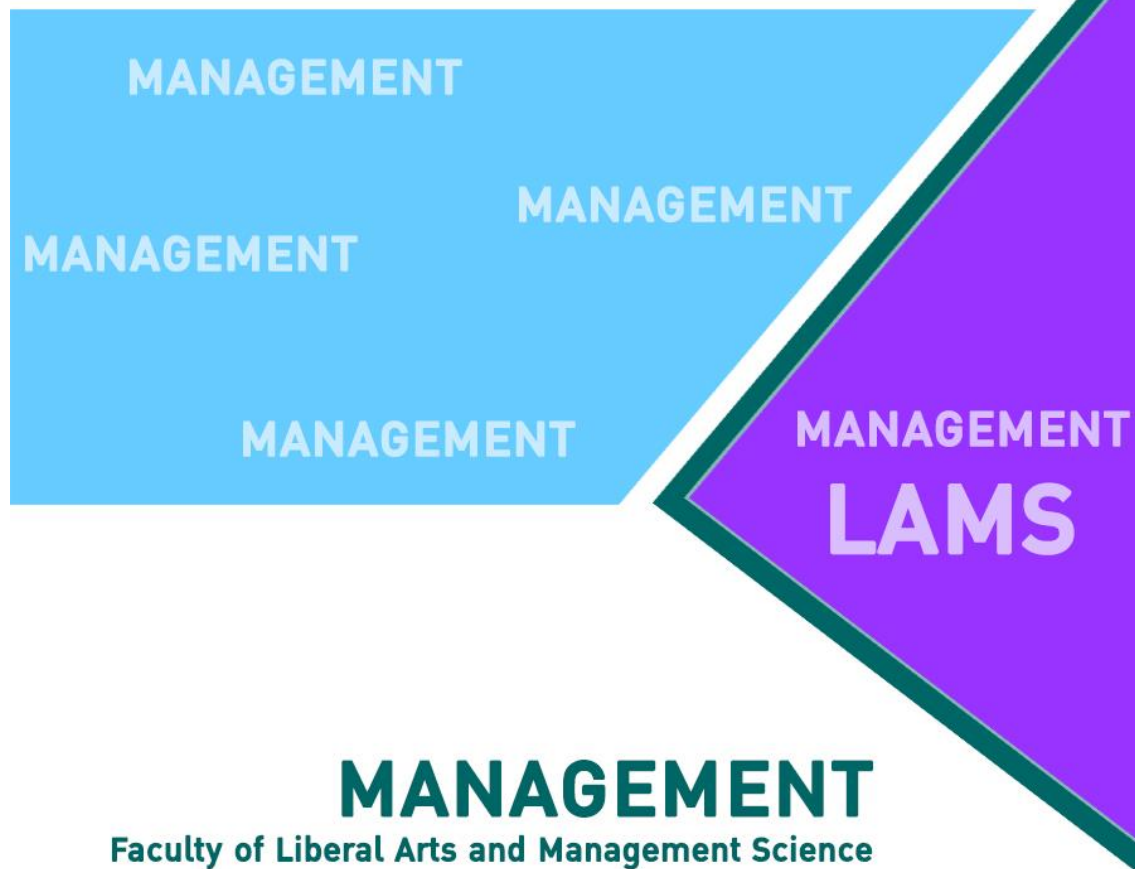 MANAGEMENT
MANAGEMENT
MANAGEMENT
MANAGEMENT
MANAGEMENT
LAMS
MANAGEMENT
Faculty of Liberal Arts and Management Science